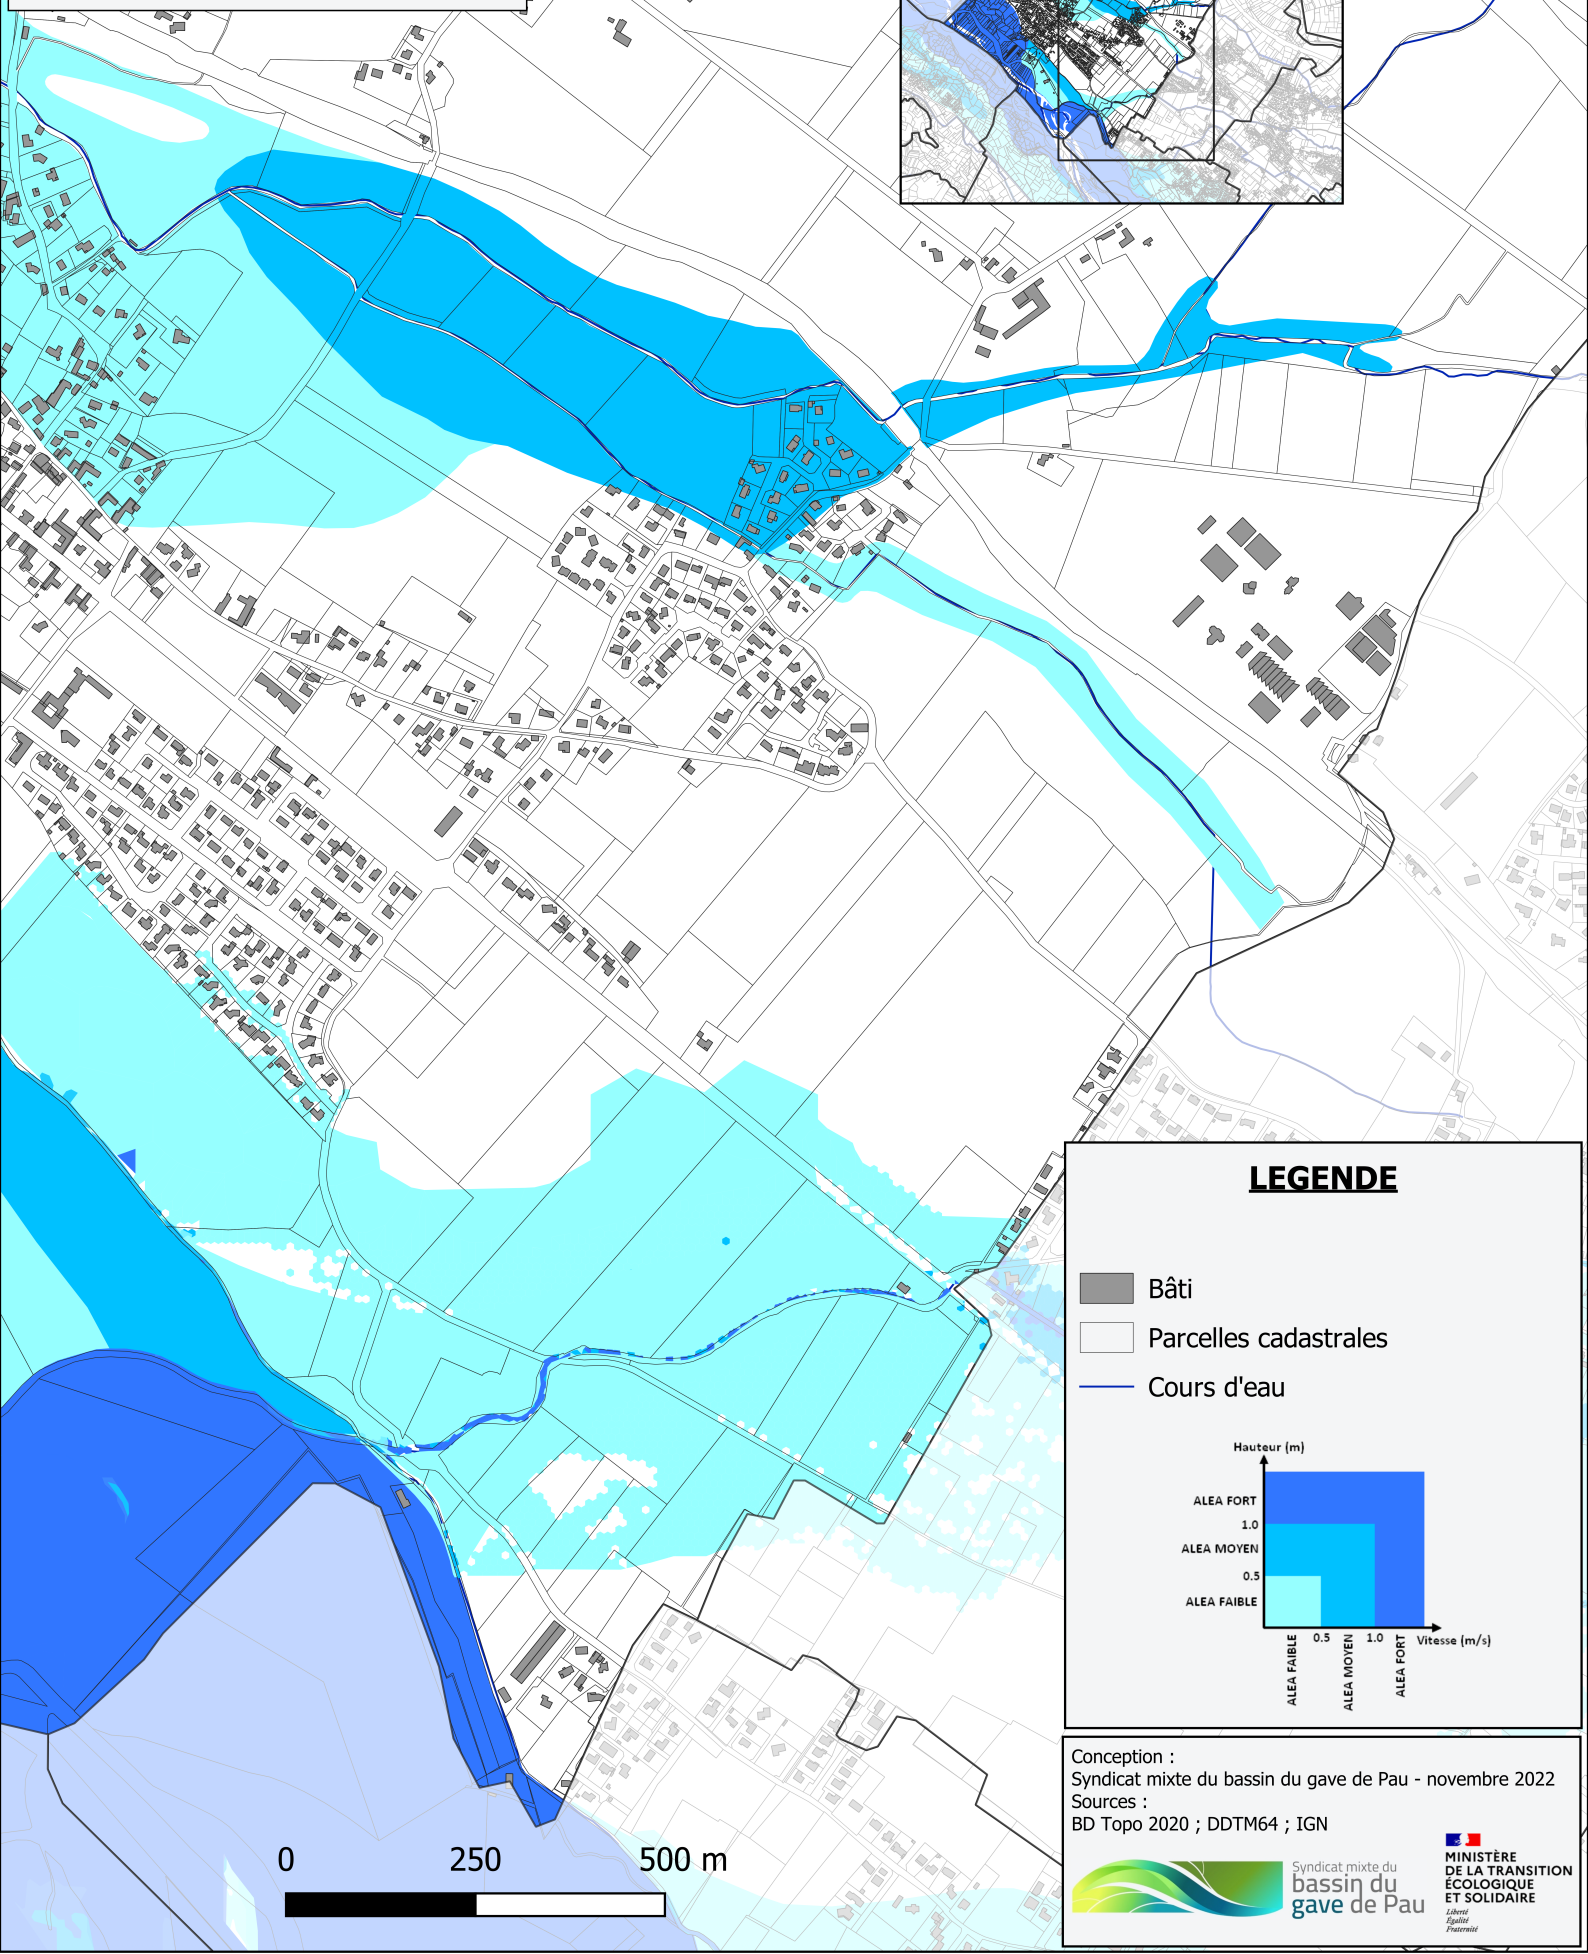 LEGENDE
Bâti
Parcelles cadastrales
Cours d'eau
Hauteur (m)
ALEA FORT
1.0
ALEA MOYEN
0.5
ALEA FAIBLE
0.5
1.0
Vitesse (m/s)
ALEA FAIBLE
ALEA MOYEN
ALEA FORT
Conception :
Syndicat mixte du bassin du gave de Pau - novembre 2022
Sources :
BD Topo 2020 ; DDTM64 ; IGN
Syndicat mixte du
bassin du
gave de Pau
MINISTÈRE
DE LA TRANSITION
ÉCOLOGIQUE
ET SOLIDAIRE
Liberté
Égalité
Fraternité
0 250 500 m